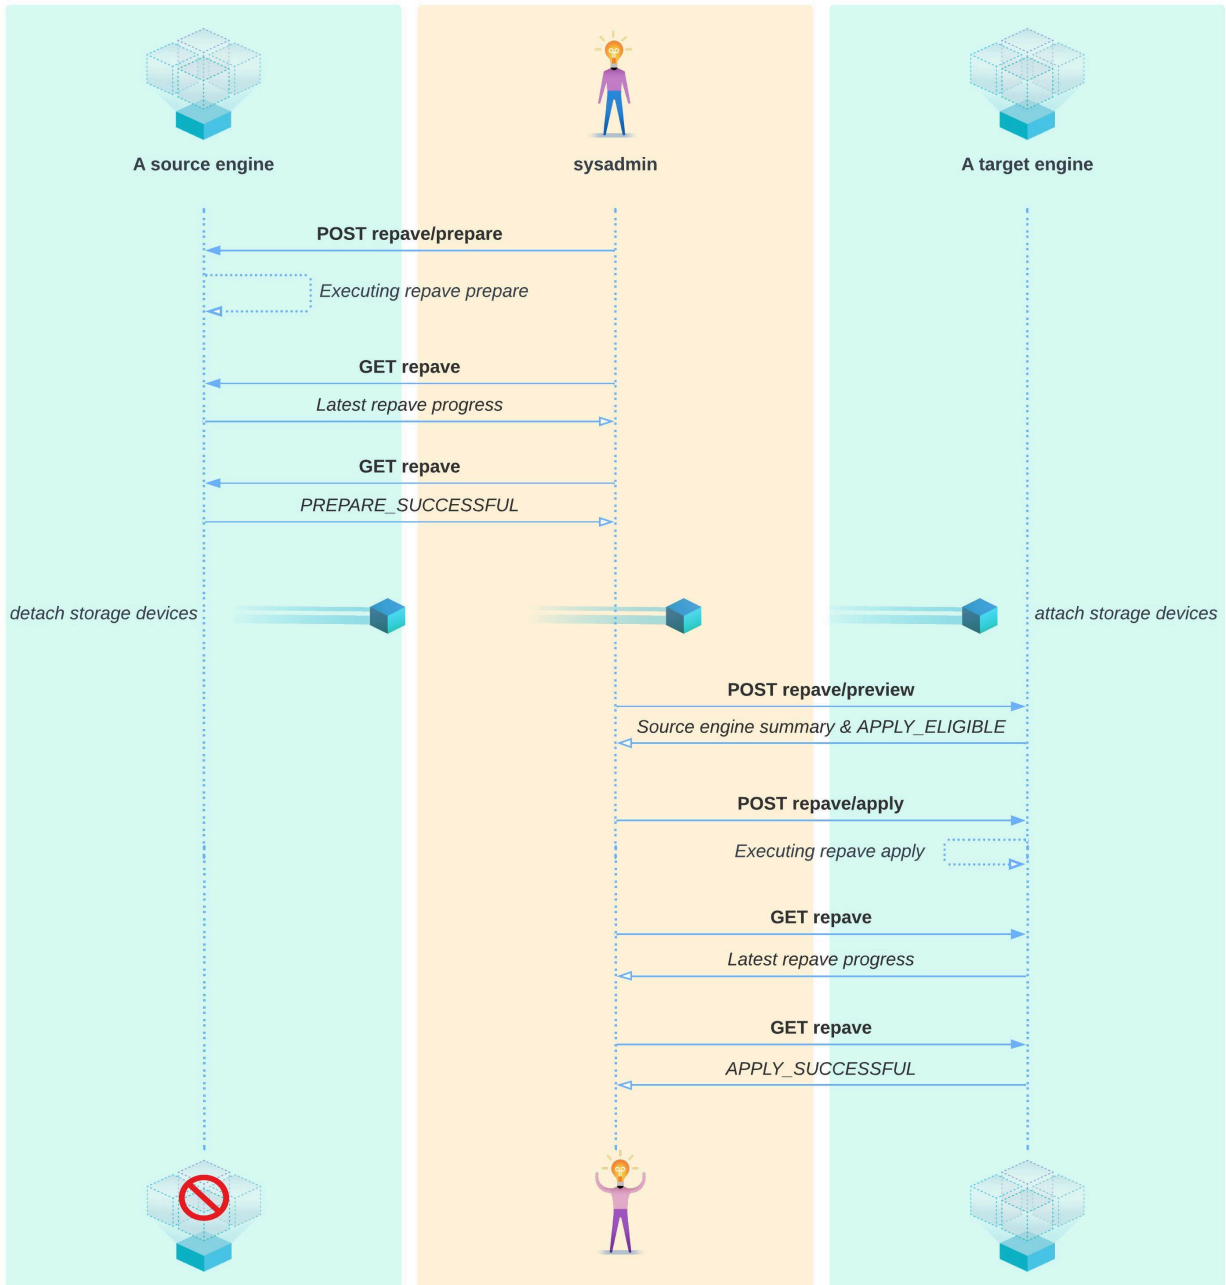 A source engine
sysadmin
A target engine
POST repave/prepare
Executing repave prepare
GET repave
Latest repave progress
GET repave
PREPARE_SUCCESSFUL
detach storage devices
attach storage devices
POST repave/preview
Source engine summary & APPLY_ELIGIBLE
POST repave/apply
Executing repave apply
GET repave
Latest repave progress
GET repave
APPLY_SUCCESSFUL